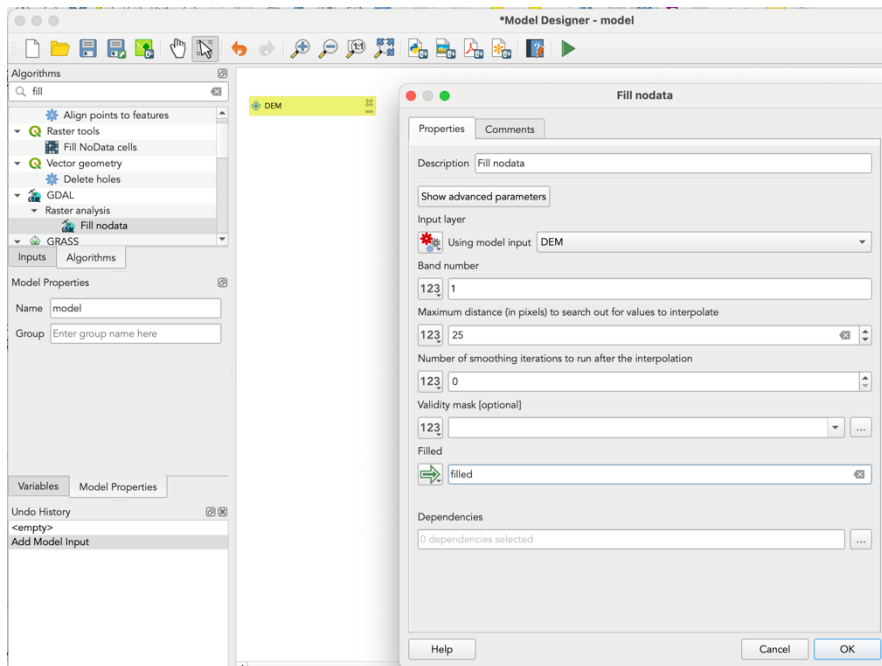 *Model Designer - model
Algorithms
fill
Align points to features
Raster tools
Fill NoData cells
Vector geometry
Delete holes
GDAL
Raster analysis
Fill nodata
GRASS
Inputs
Algorithms
Model Properties
Name model
Group Enter group name here
Variables
Model Properties
Undo History
<empty>
Add Model Input
DEM
Fill nodata
Properties
Comments
Description Fill nodata
Show advanced parameters
Input layer
Using model input DEM
Band number
123 1
Maximum distance (in pixels) to search out for values to interpolate
123 25
Number of smoothing iterations to run after the interpolation
123 0
Validity mask [optional]
123 ...
Filled
filled
Dependencies
0 dependencies selected ...
Help
Cancel
OK